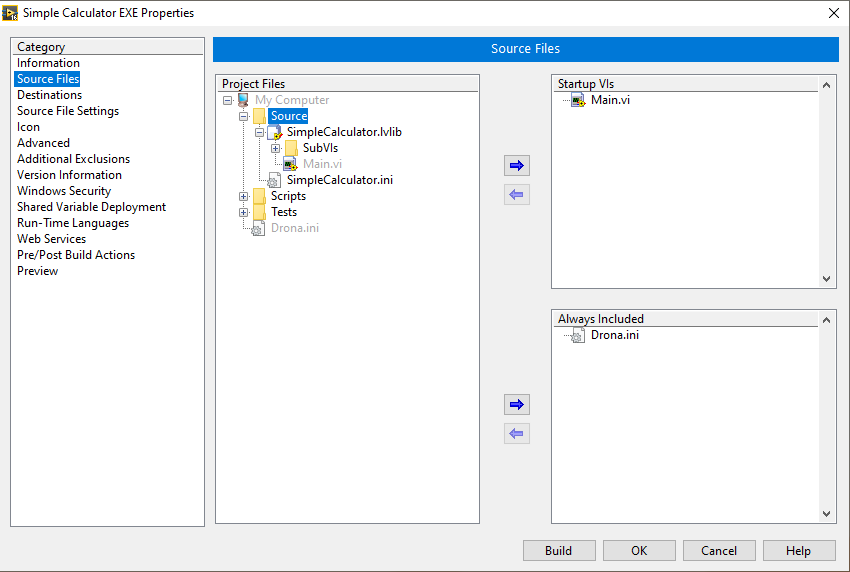 Simple Calculator EXE Properties
Category
Information
Source Files
Destinations
Source File Settings
Icon
Advanced
Additional Exclusions
Version Information
Windows Security
Shared Variable Deployment
Run-Time Languages
Web Services
Pre/Post Build Actions
Preview
Source Files
Project Files
My Computer
Source
SimpleCalculator.lvlib
SubVIs
Main.vi
SimpleCalculator.ini
Scripts
Tests
Drona.ini
Startup VIs
Main.vi
Always Included
Drona.ini
Build
OK
Cancel
Help